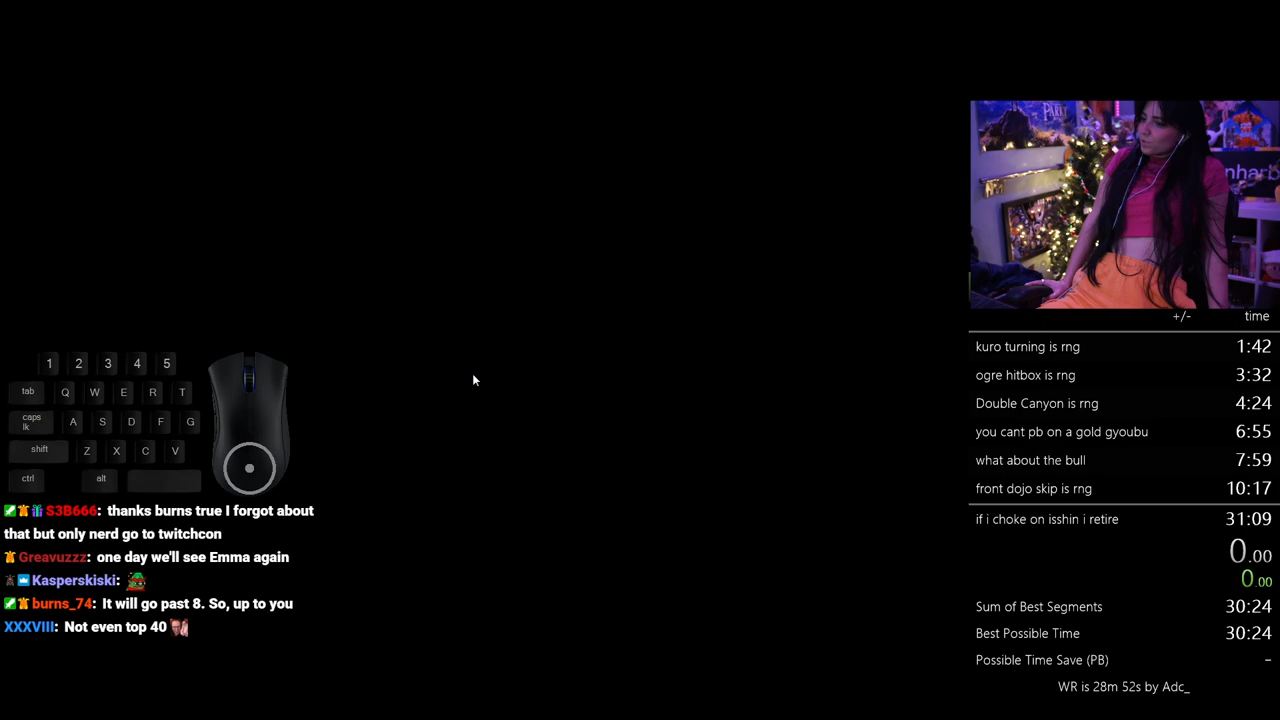 PARKS
nharb
+/- time
kuro turning is rng 1:42
ogre hitbox is rng 3:32
Double Canyon is rng 4:24
you cant pb on a gold gyoubu 6:55
what about the bull 7:59
front dojo skip is rng 10:17
if i choke on isshin i retire 31:09
0.00
0.00
Sum of Best Segments 30:24
Best Possible Time 30:24
Possible Time Save (PB) -
WR is 28m 52s by Adc_
1 2 3 4 5
tab Q W E R T
caps
lk A S D F G
shift Z X C V
ctrl alt
S3B666: thanks burns true I forgot about
that but only nerd go to twitchcon
Greavuzzz: one day we'll see Emma again
Kasperskiski:
burns_74: It will go past 8. So, up to you
XXXVIII: Not even top 40